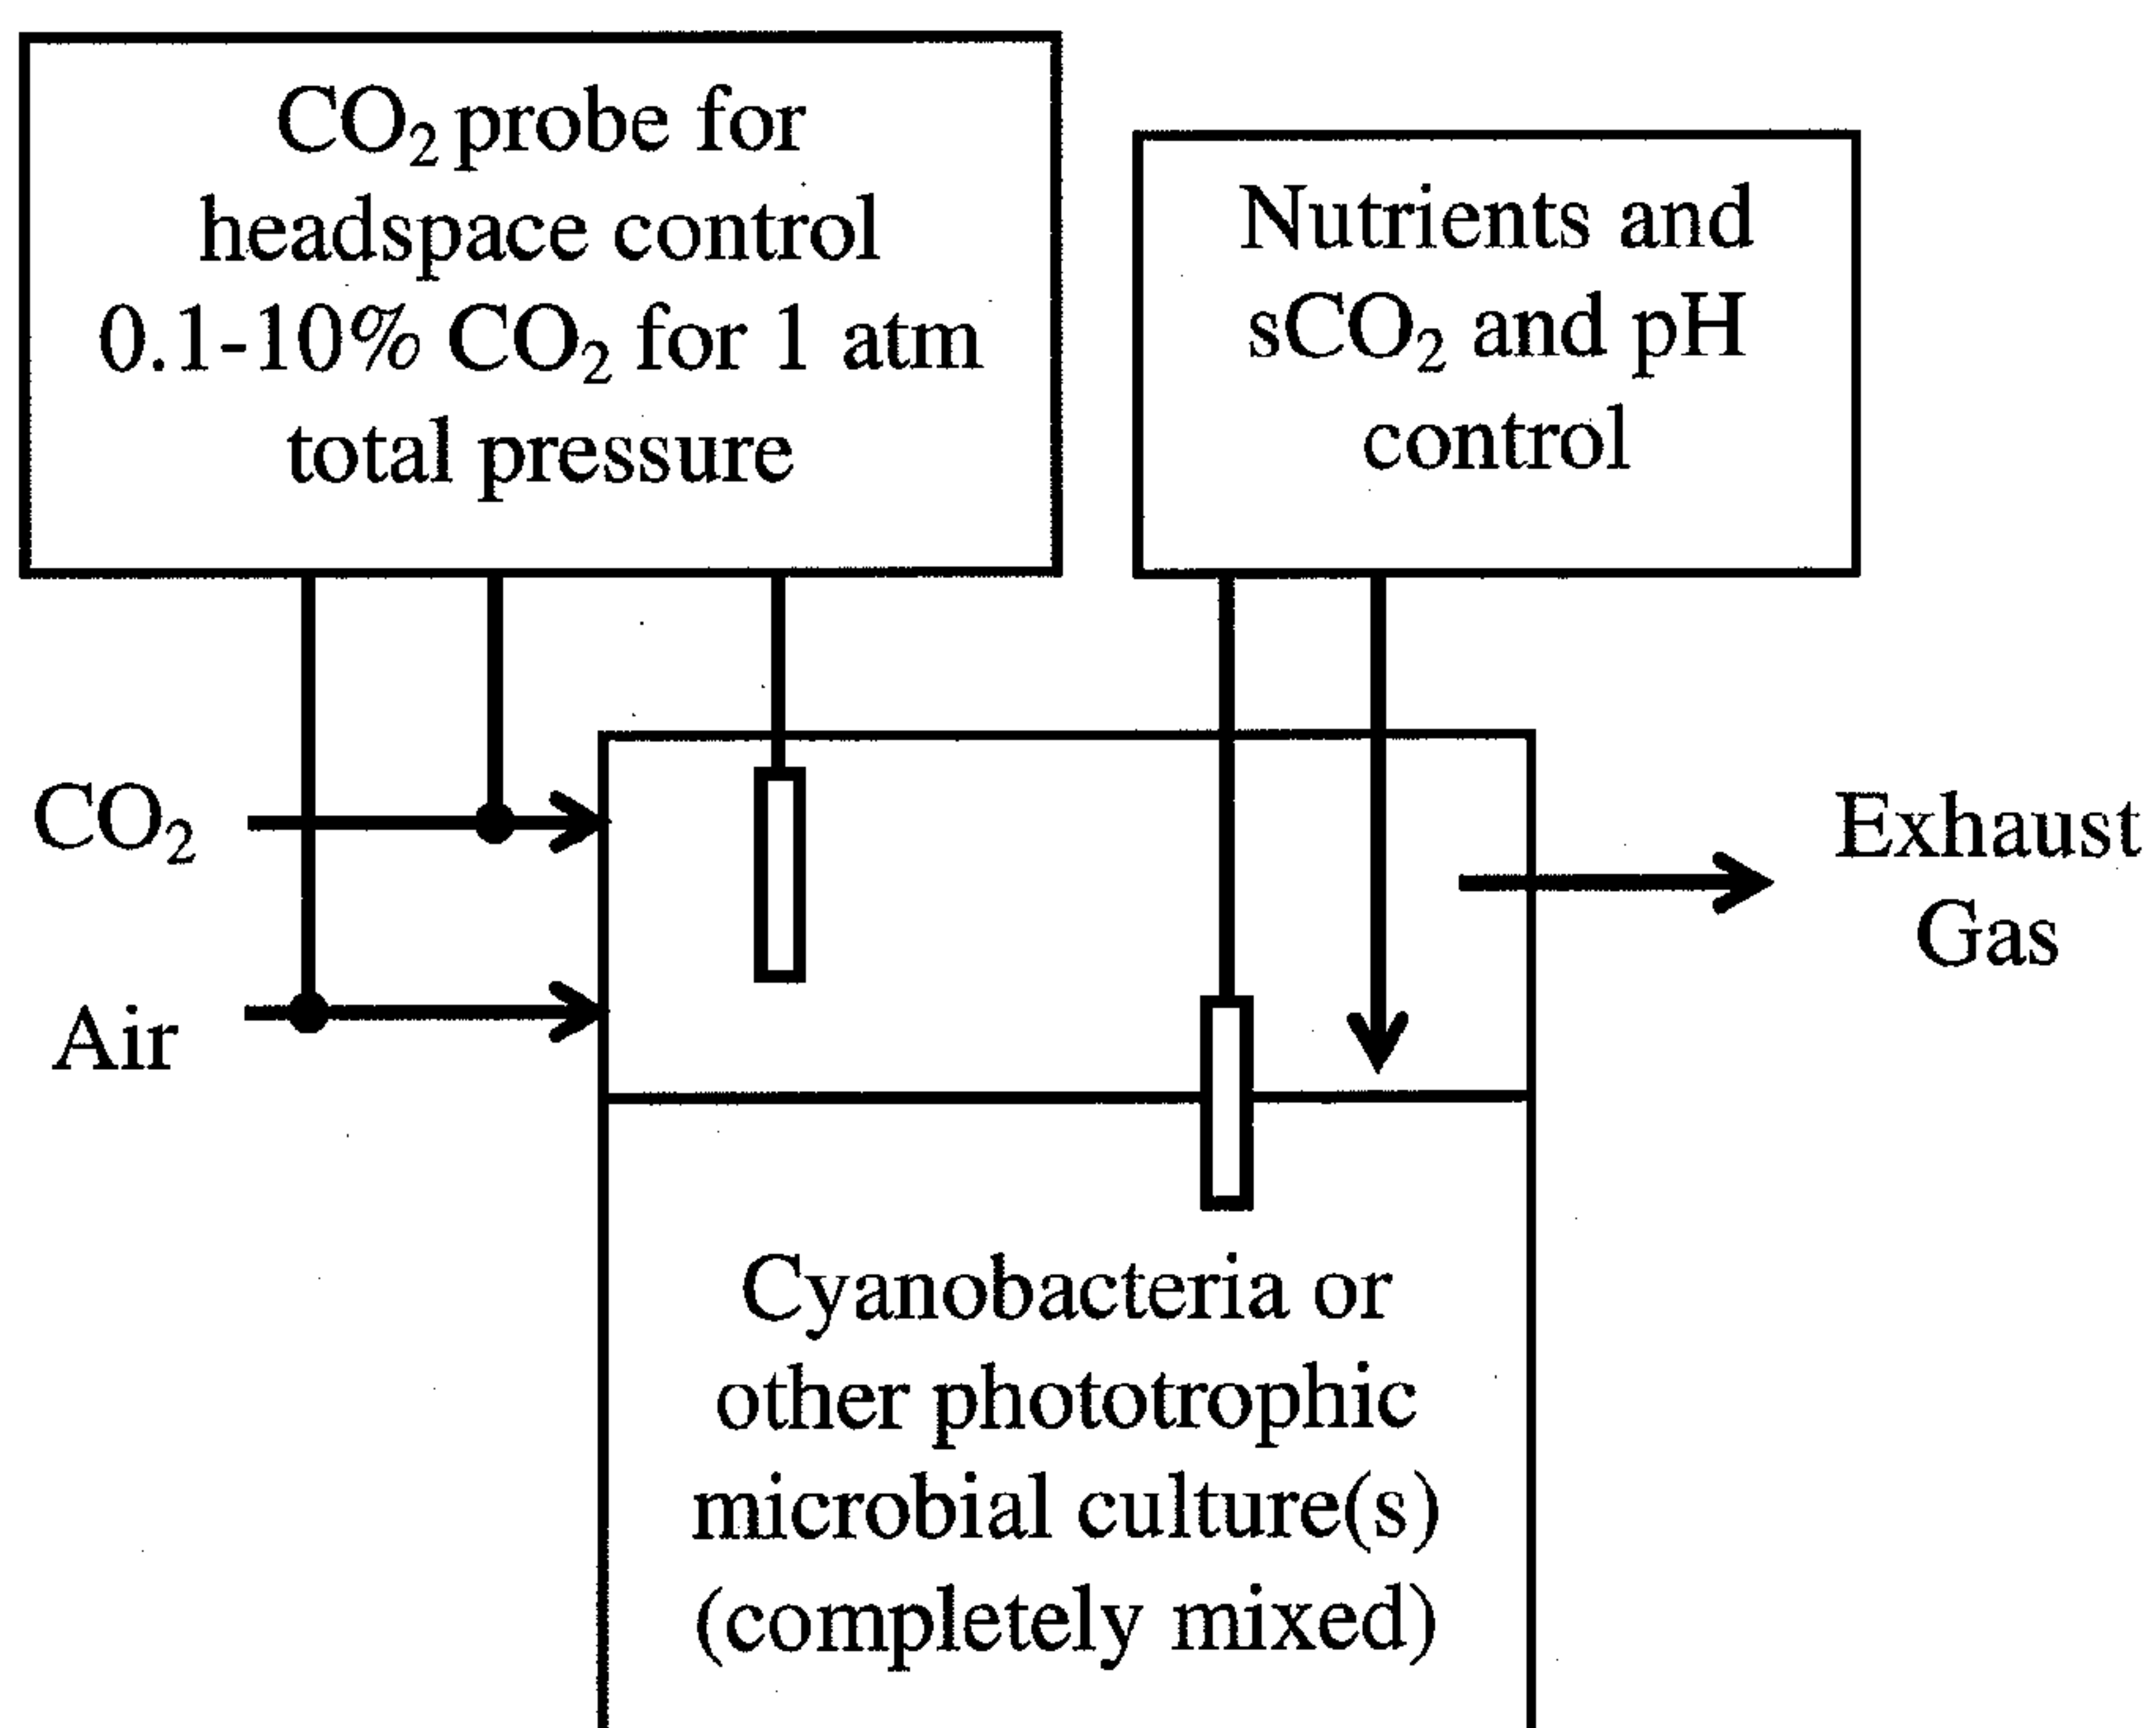 CO₂ probe for
headspace control
0.1-10% CO₂ for 1 atm
total pressure
Nutrients and
sCO₂ and pH
control
CO₂
Air
Exhaust
Gas
Cyanobacteria or
other phototrophic
microbial culture(s)
(completely mixed)